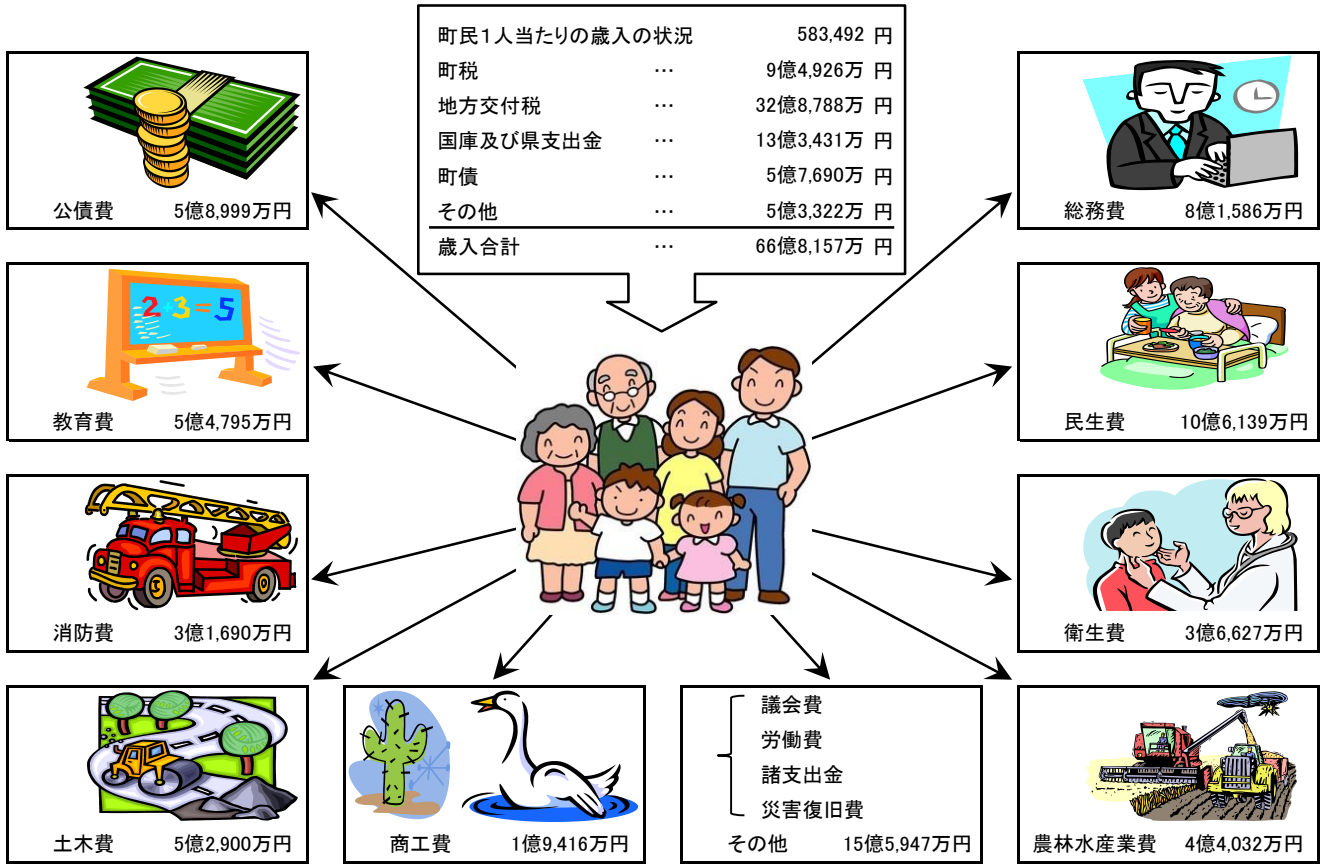 町民1人当たりの歳入の状況 583,492 円
町税 … 9億4,926万 円
地方交付税 … 32億8,788万 円
国庫及び県支出金 … 13億3,431万 円
町債 … 5億7,690万 円
その他 … 5億3,322万 円
歳入合計 … 66億8,157万 円
公債費 5億8,999万円
総務費 8億1,586万円
2+3=5
教育費 5億4,795万円
民生費 10億6,139万円
消防費 3億1,690万円
衛生費 3億6,627万円
土木費 5億2,900万円
商工費 1億9,416万円
議会費
労働費
諸支出金
災害復旧費
その他 15億5,947万円
農林水産業費 4億4,032万円